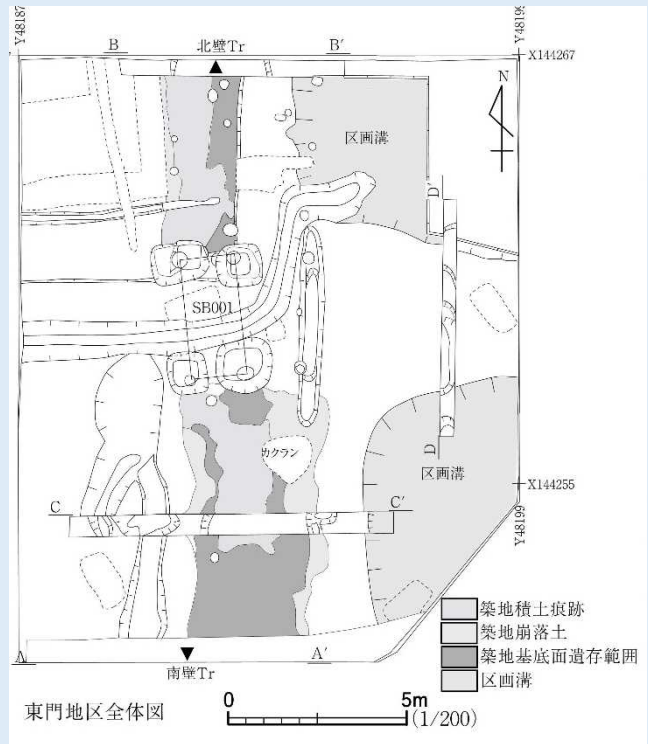 Y48187
Y48199
B
北壁Tr
B′
X144267
N
区画溝
D′
SB001
カクラン
D
区画溝
X144255
C
C′
Y48199
築地積土痕跡
築地崩落土
築地基底面遺存範囲
区画溝
A
A′
南壁Tr
東門地区全体図
0 5m
(1/200)